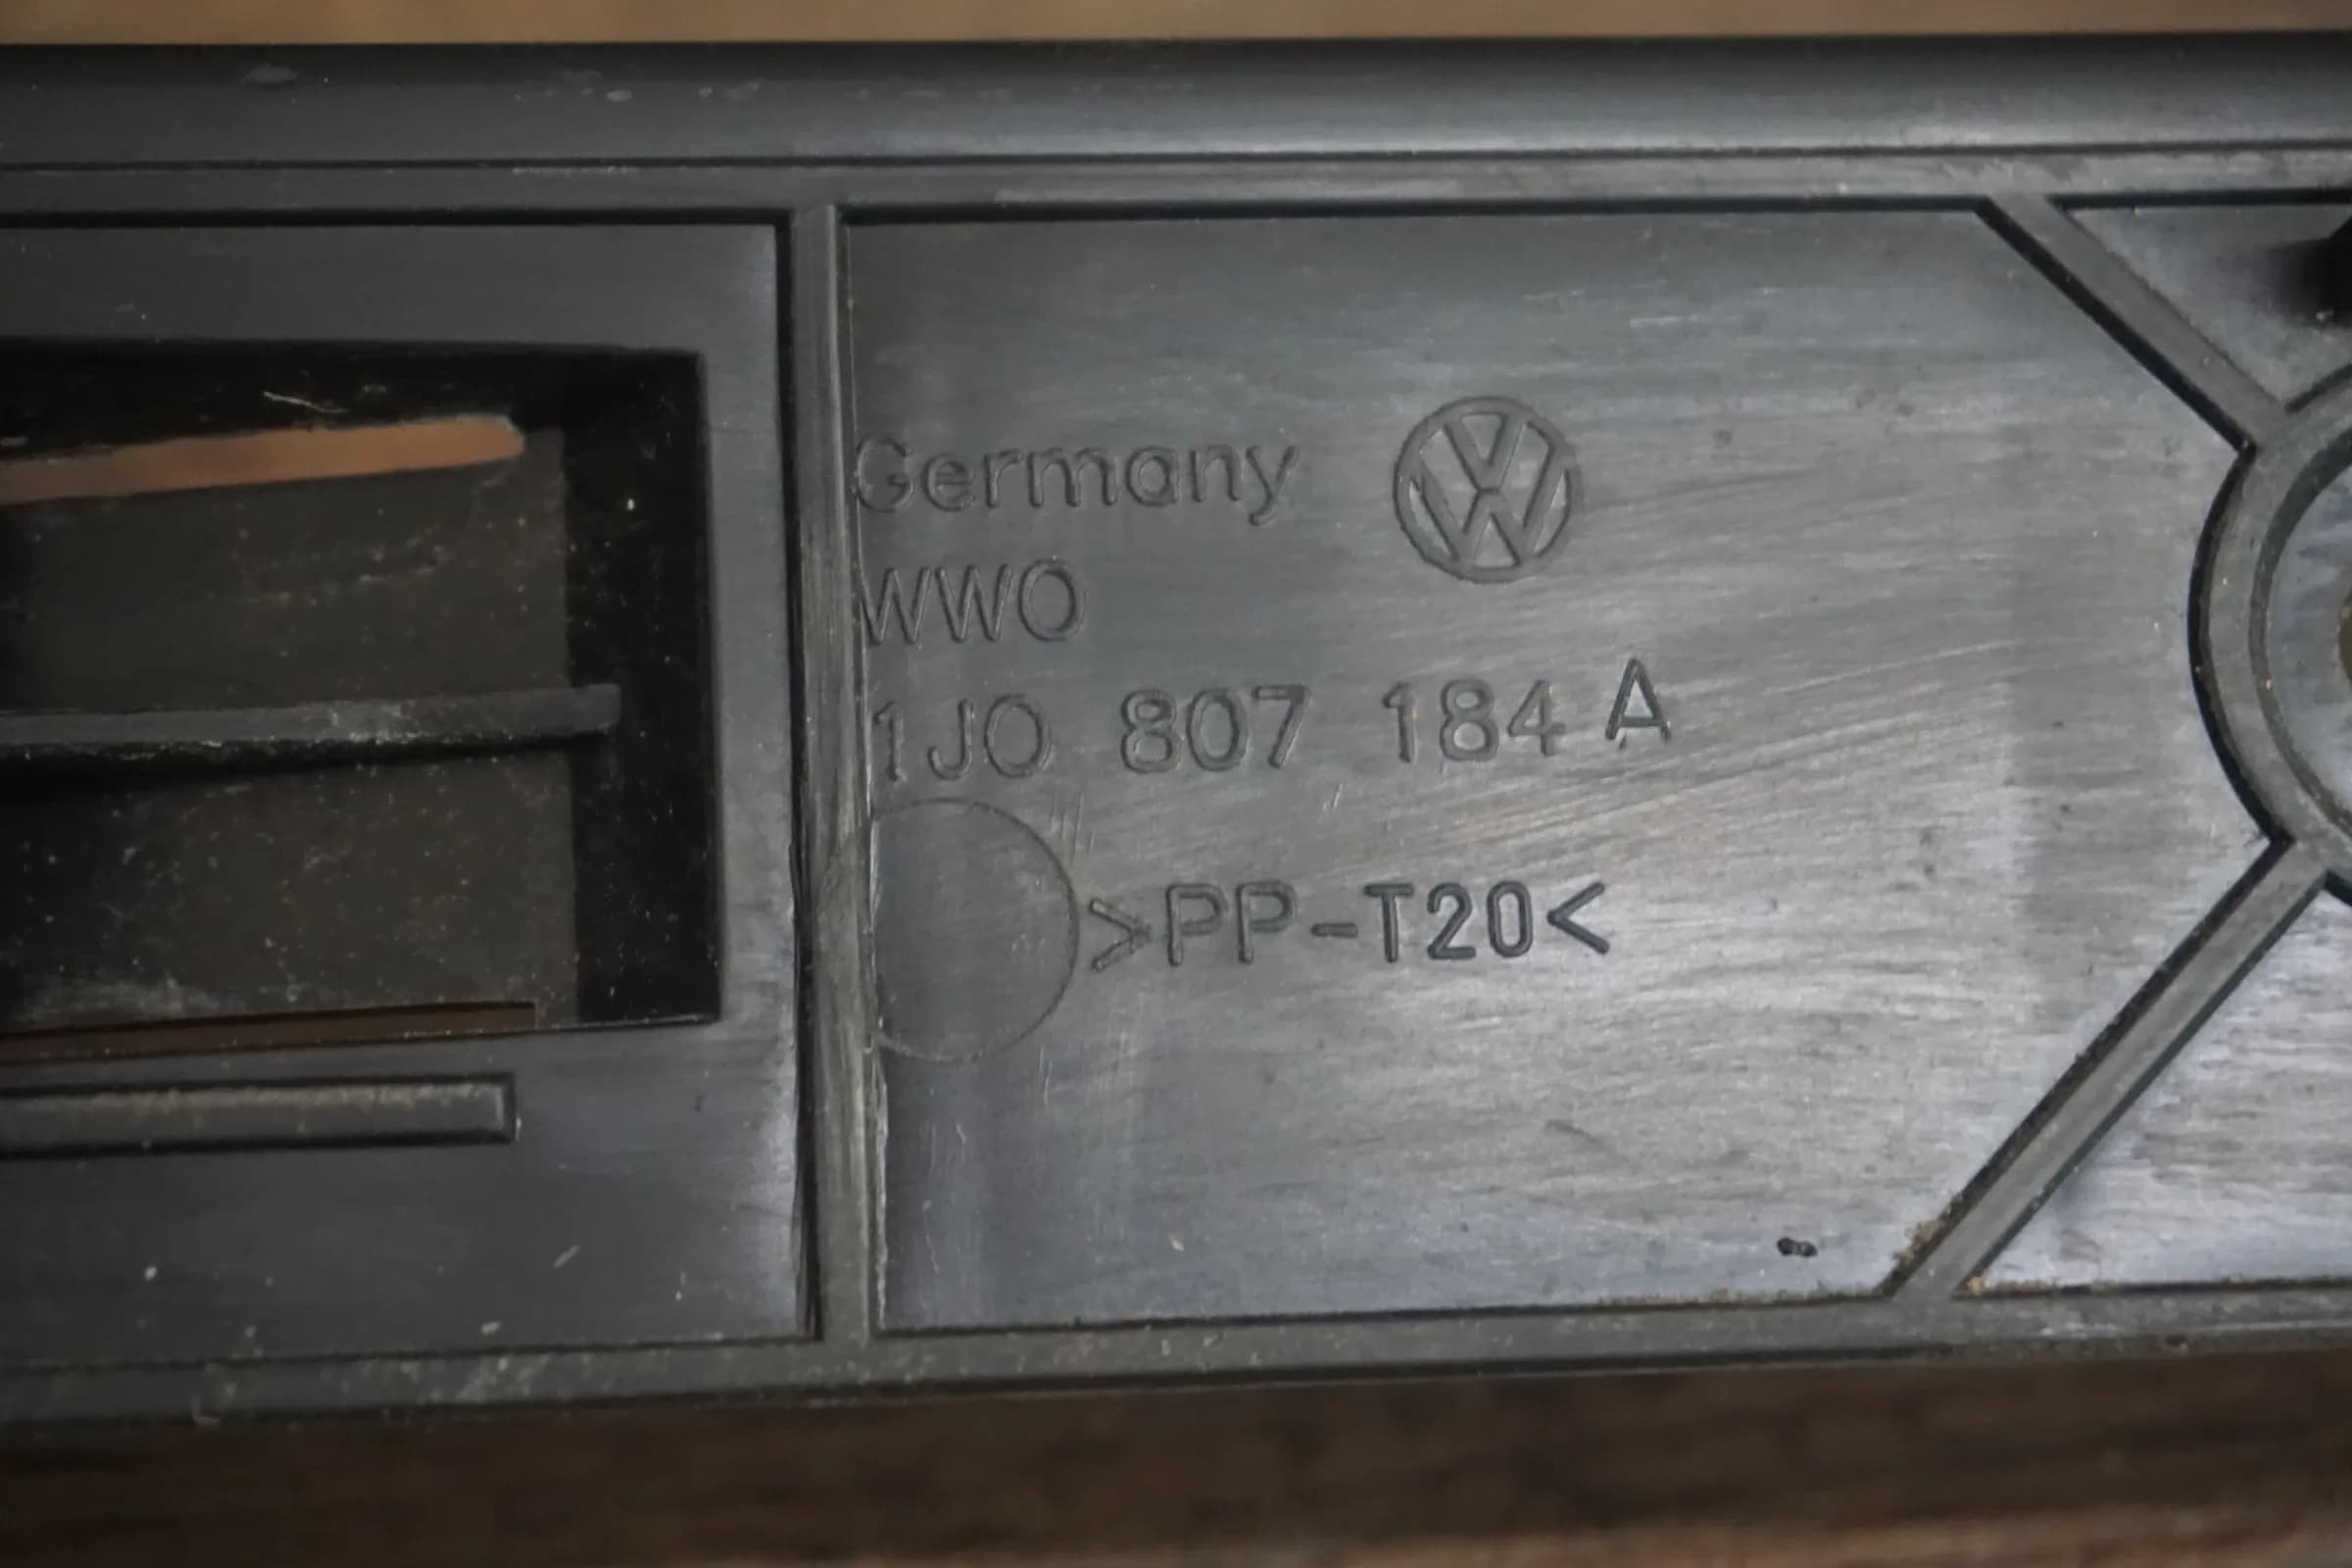 Germany
WWO
1J0 807 184 A
>PP-T20<